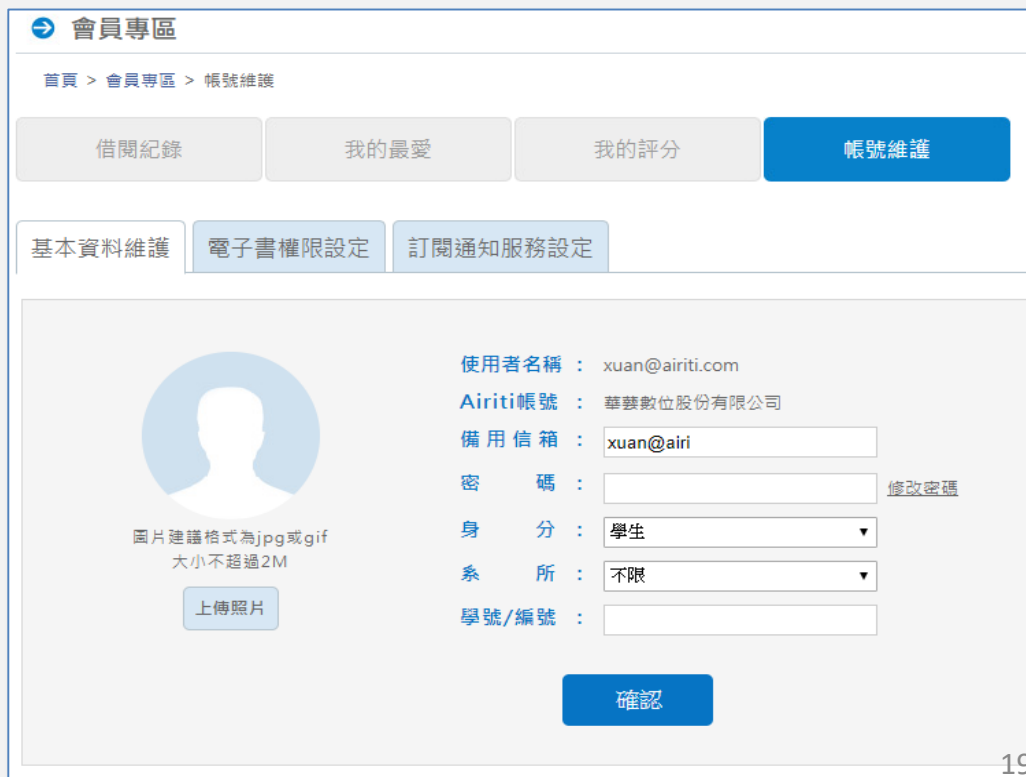 會員專區
首頁 > 會員專區 > 帳號維護
借閱紀錄 我的最愛 我的評分 帳號維護
基本資料維護 電子書權限設定 訂閱通知服務設定
使用者名稱 : xuan@airiti.com
Airiti帳號 : 華藝數位股份有限公司
備用信箱 : xuan@airi
密碼 : 修改密碼
身分 : 學生
系所 : 不限
學號/編號 :
圖片建議格式為jpg或gif
大小不超過2M
上傳照片
確認
19